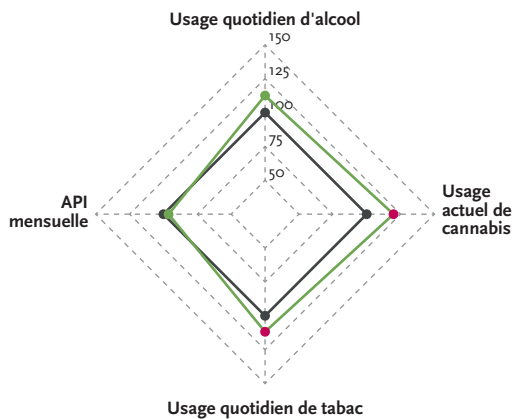 Usage quotidien d'alcool
150
125
100
75
50
API
mensuelle
Usage
actuel de
cannabis
Usage quotidien de tabac